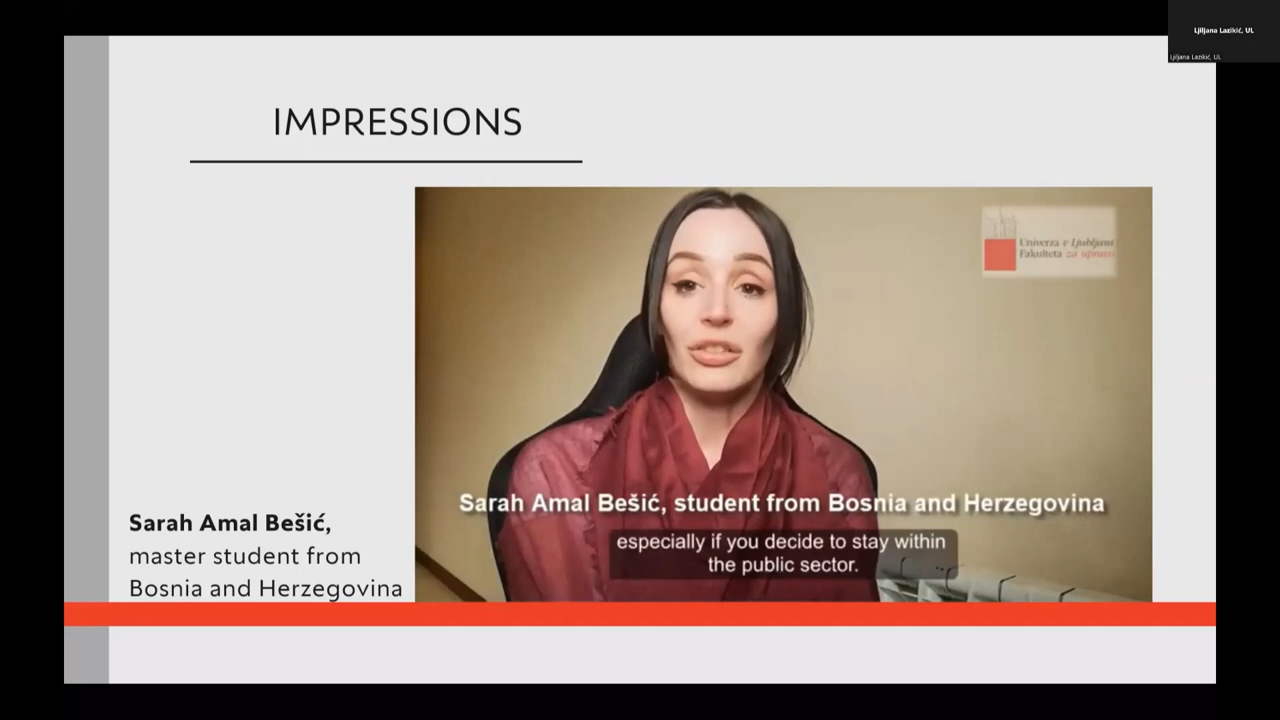 Ljiljana Lazikić, UL
Ljiljana Lazikić, UL
IMPRESSIONS
Univerza v Ljubljani
Fakulteta za upravo
Sarah Amal Bešić, student from Bosnia and Herzegovina
especially if you decide to stay within
the public sector.
Sarah Amal Bešić,
master student from
Bosnia and Herzegovina